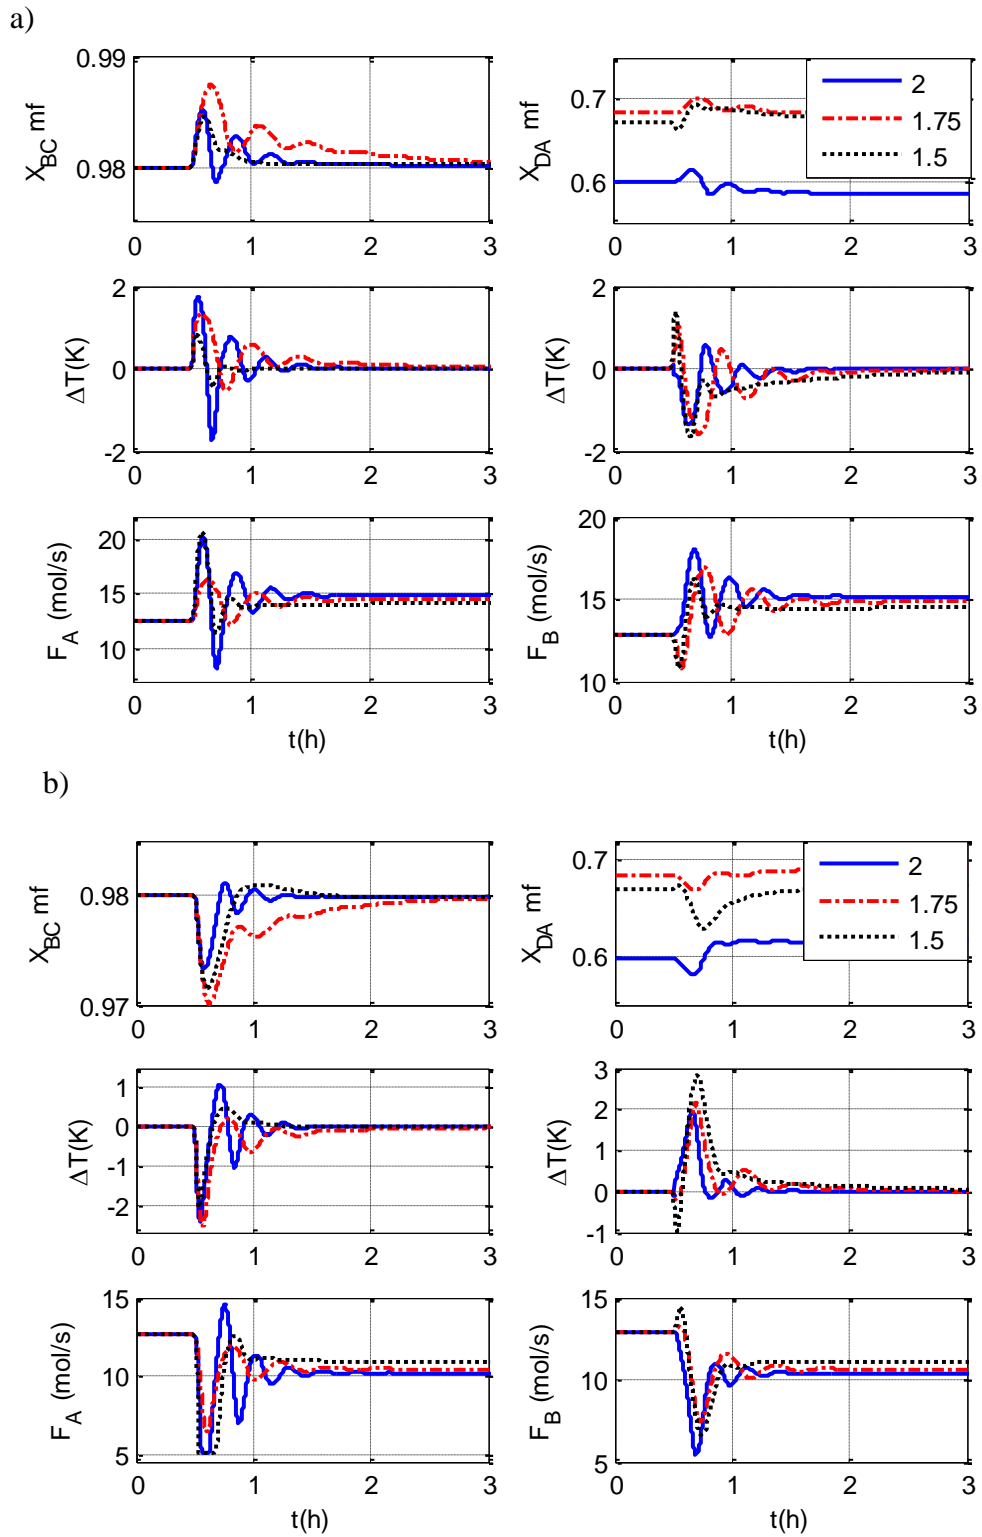 a)
0.99
0.98
X_BC mf
0 1 2 3
0.7
0.6
X_DA mf
2
1.75
1.5
0 1 2 3
2
0
-2
ΔT(K)
0 1 2 3
2
0
-2
ΔT(K)
0 1 2 3
20
15
10
F_A (mol/s)
0 1 2 3
t(h)
20
15
10
F_B (mol/s)
0 1 2 3
t(h)
b)
0.98
0.97
X_BC mf
0 1 2 3
0.7
0.6
X_DA mf
2
1.75
1.5
0 1 2 3
1
0
-1
-2
ΔT(K)
0 1 2 3
3
2
1
0
-1
ΔT(K)
0 1 2 3
15
10
5
F_A (mol/s)
0 1 2 3
t(h)
15
10
5
F_B (mol/s)
0 1 2 3
t(h)